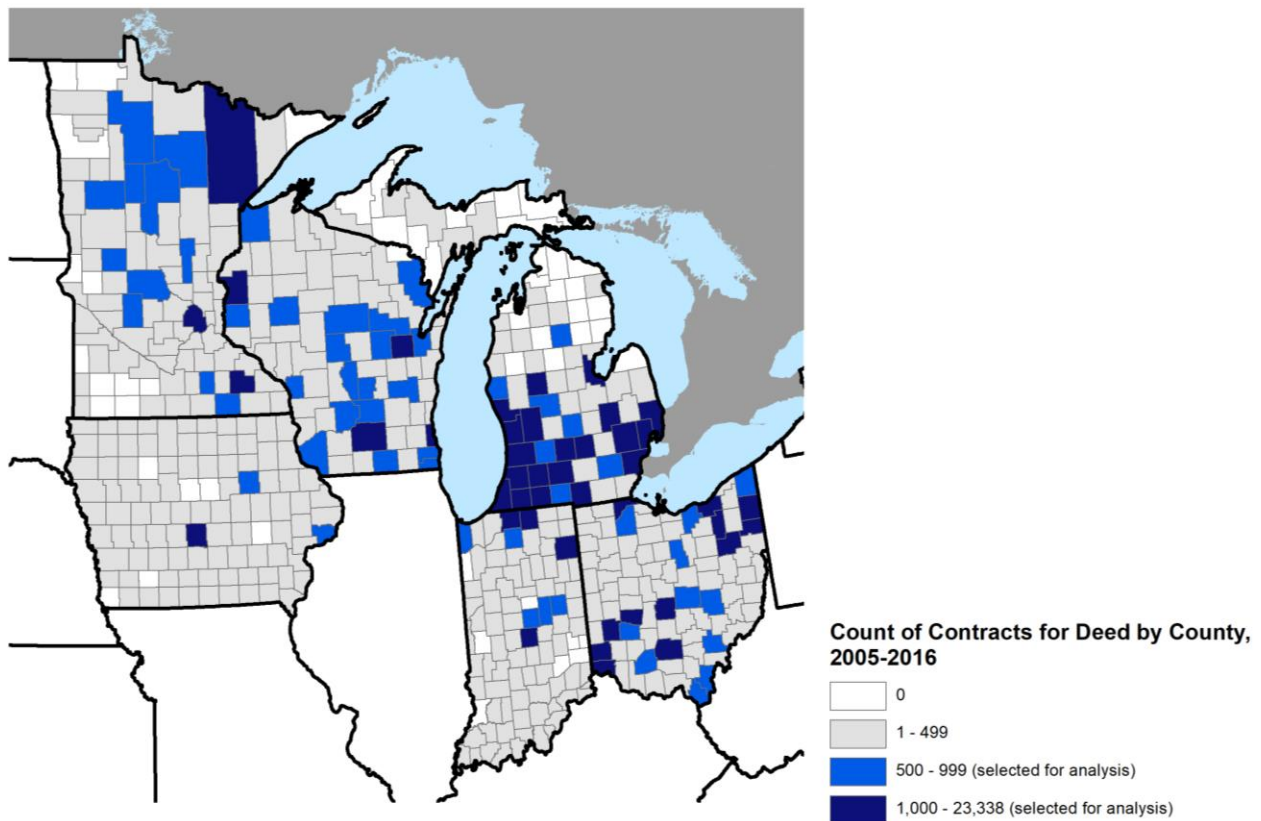 Count of Contracts for Deed by County,
2005-2016
0
1 - 499
500 - 999 (selected for analysis)
1,000 - 23,338 (selected for analysis)